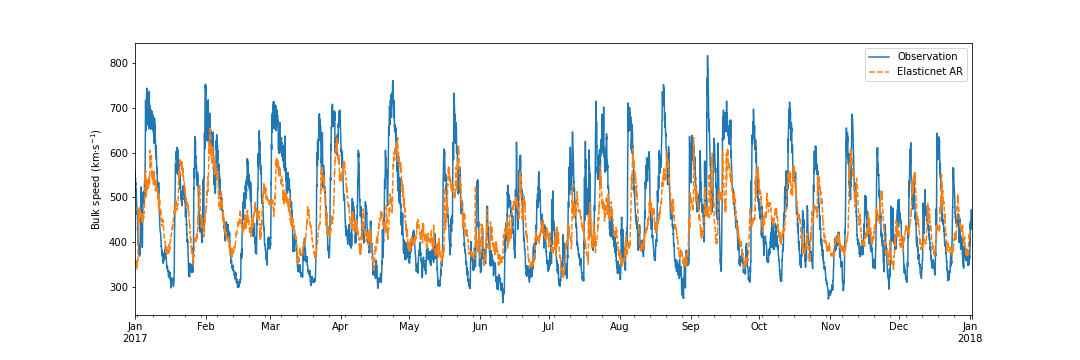 Observation
Elasticnet AR
Bulk speed (kms⁻¹)
800
700
600
500
400
300
Jan Feb Mar Apr May Jun Jul Aug Sep Oct Nov Dec Jan
2017 2018